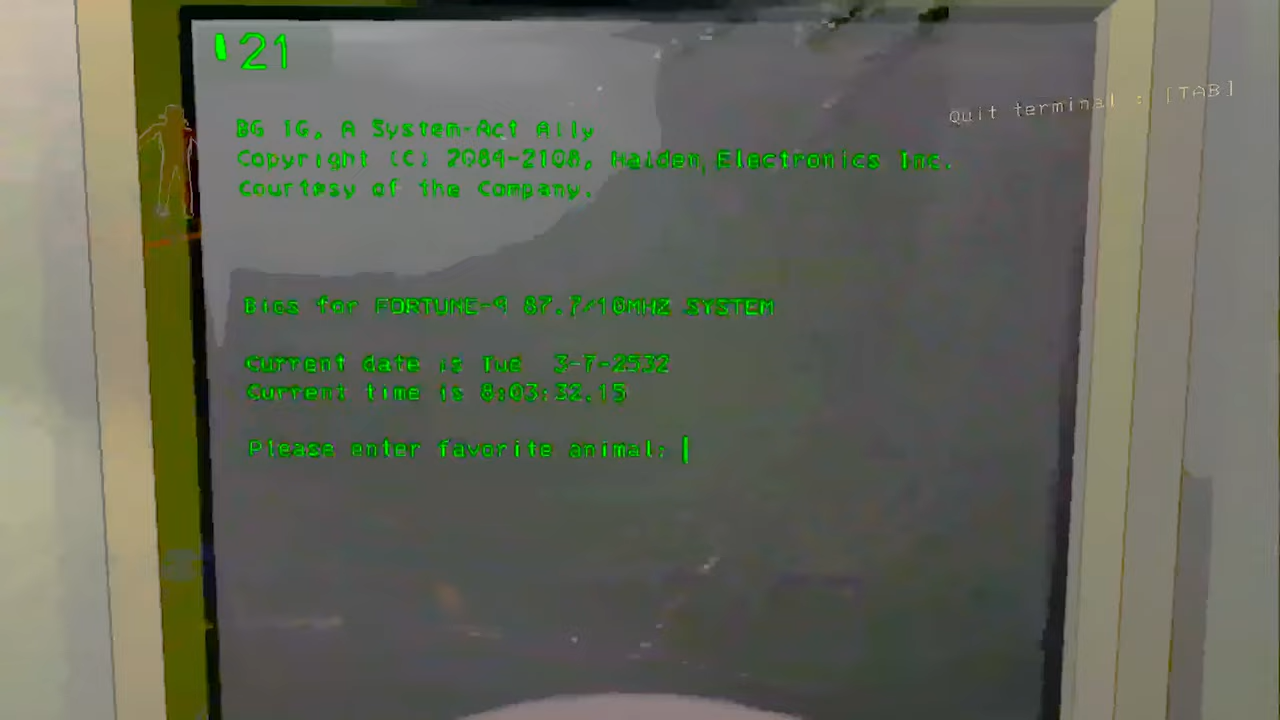 21
Quit terminal : [TAB]
BG IG, A System-Act Ally
Copyright (C) 2084-2108, Halden Electronics Inc.
Courtesy of the Company.
Bios for FORTUNE-9 87.7/10MHZ SYSTEM
Current date is Tue 3-7-2532
Current time is 8:03:32.15
Please enter favorite animal: